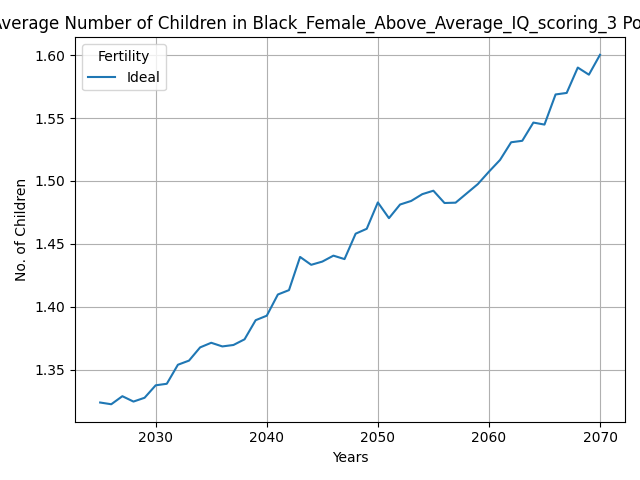 Average Number of Children in Black_Female_Above_Average_IQ_scoring_3 Po
Fertility
Ideal
No. of Children
1.60
1.55
1.50
1.45
1.40
1.35
2030 2040 2050 2060 2070
Years